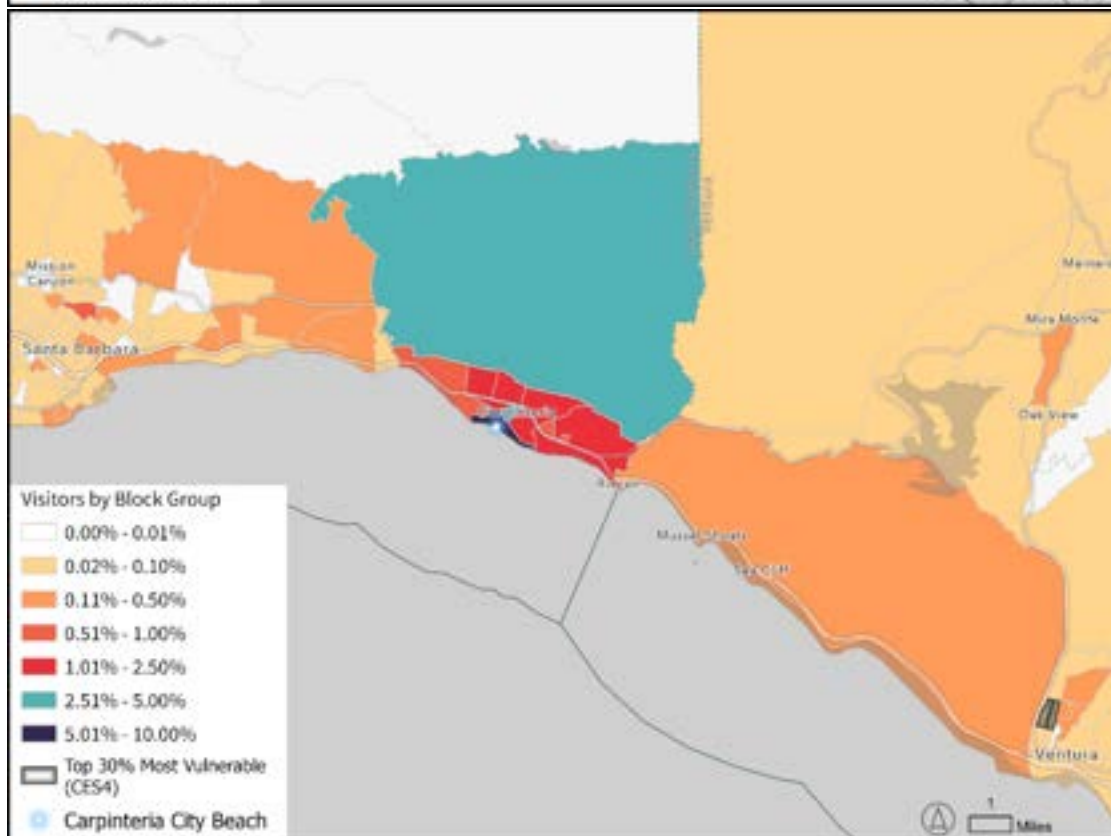 Mission
Canyon
Santa Barbara
Mira Monte
Oak View
Mussel Shoals
Sea Cliff
Ventura
Visitors by Block Group
0.00% - 0.01%
0.02% - 0.10%
0.11% - 0.50%
0.51% - 1.00%
1.01% - 2.50%
2.51% - 5.00%
5.01% - 10.00%
Top 30% Most Vulnerable
(CES4)
Carpinteria City Beach
1
Miles